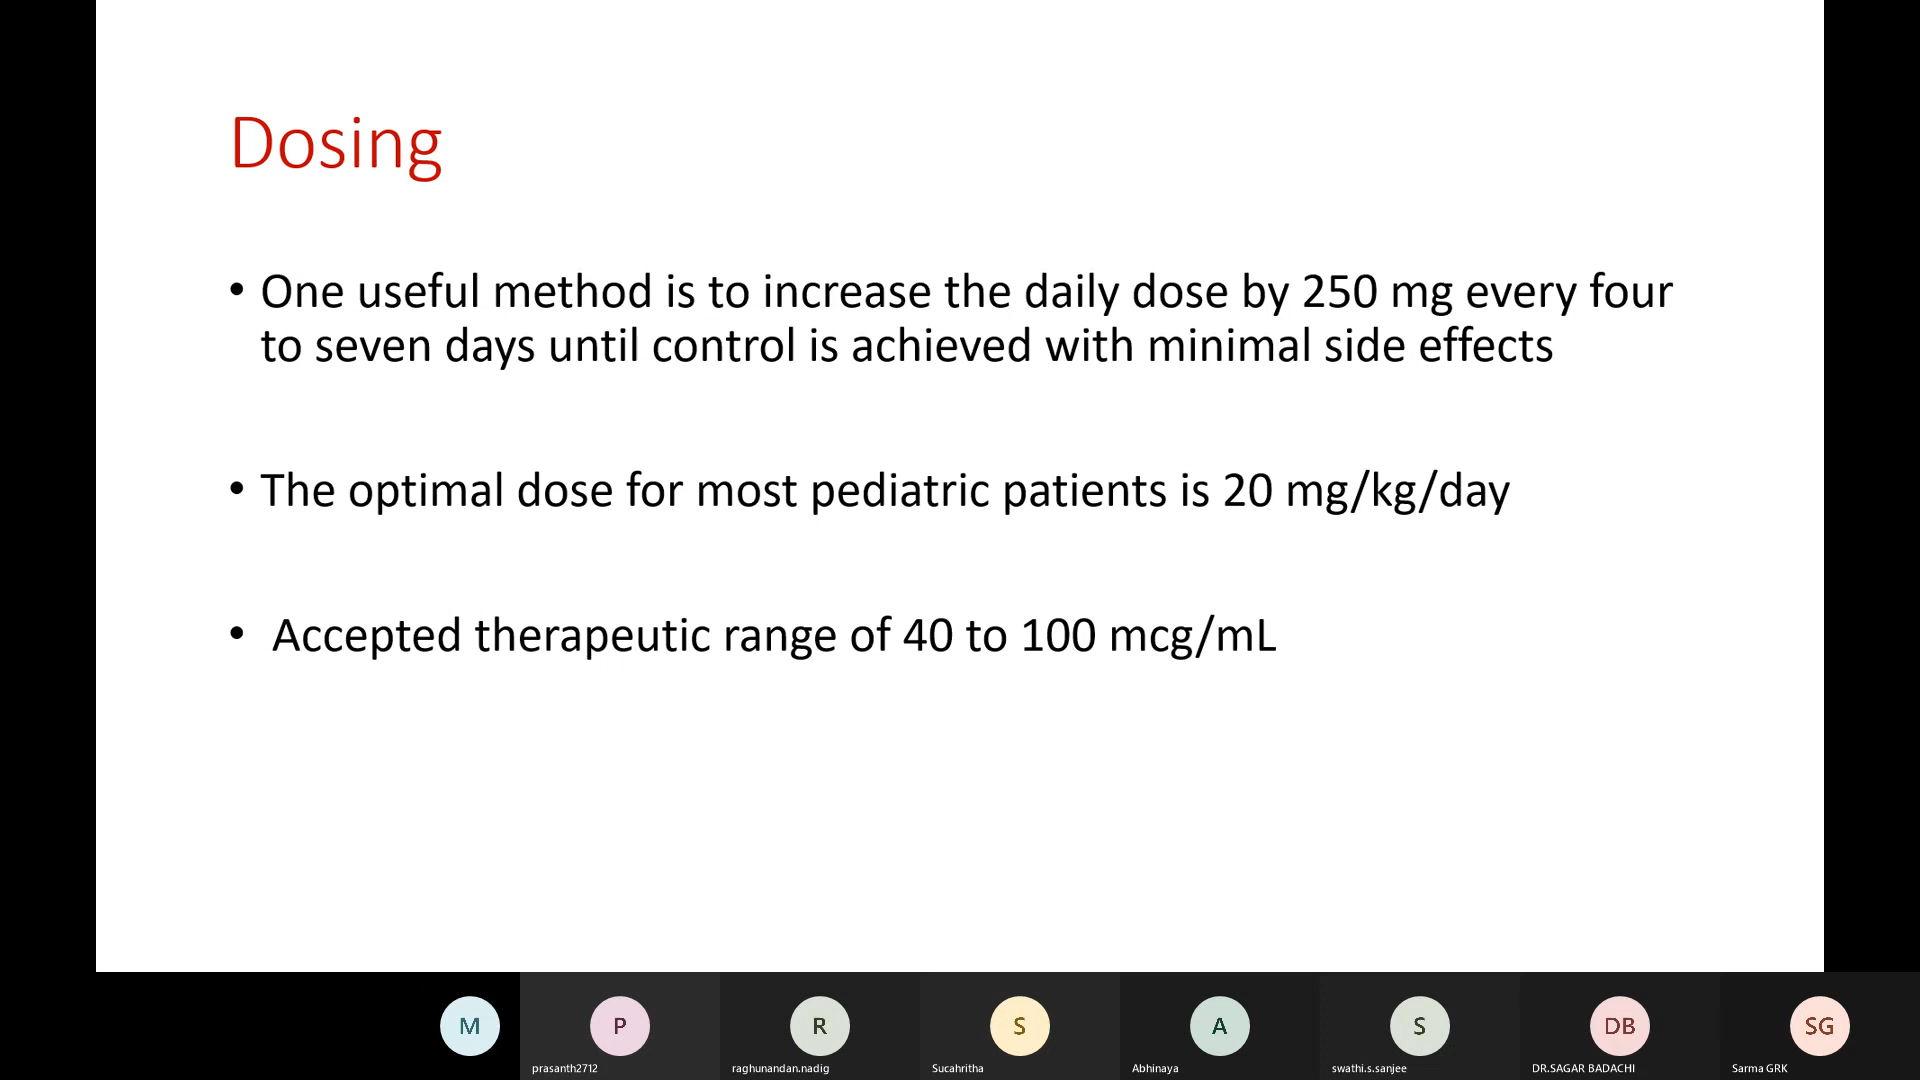 Dosing
• One useful method is to increase the daily dose by 250 mg every four
to seven days until control is achieved with minimal side effects
• The optimal dose for most pediatric patients is 20 mg/kg/day
• Accepted therapeutic range of 40 to 100 mcg/mL
M
P
R
S
A
S
DB
SG
prasanth2712
raghunandan.nadig
Sucahritha
Abhinaya
swathi.s.sanjee
DR.SAGAR BADACHI
Sarma GRK